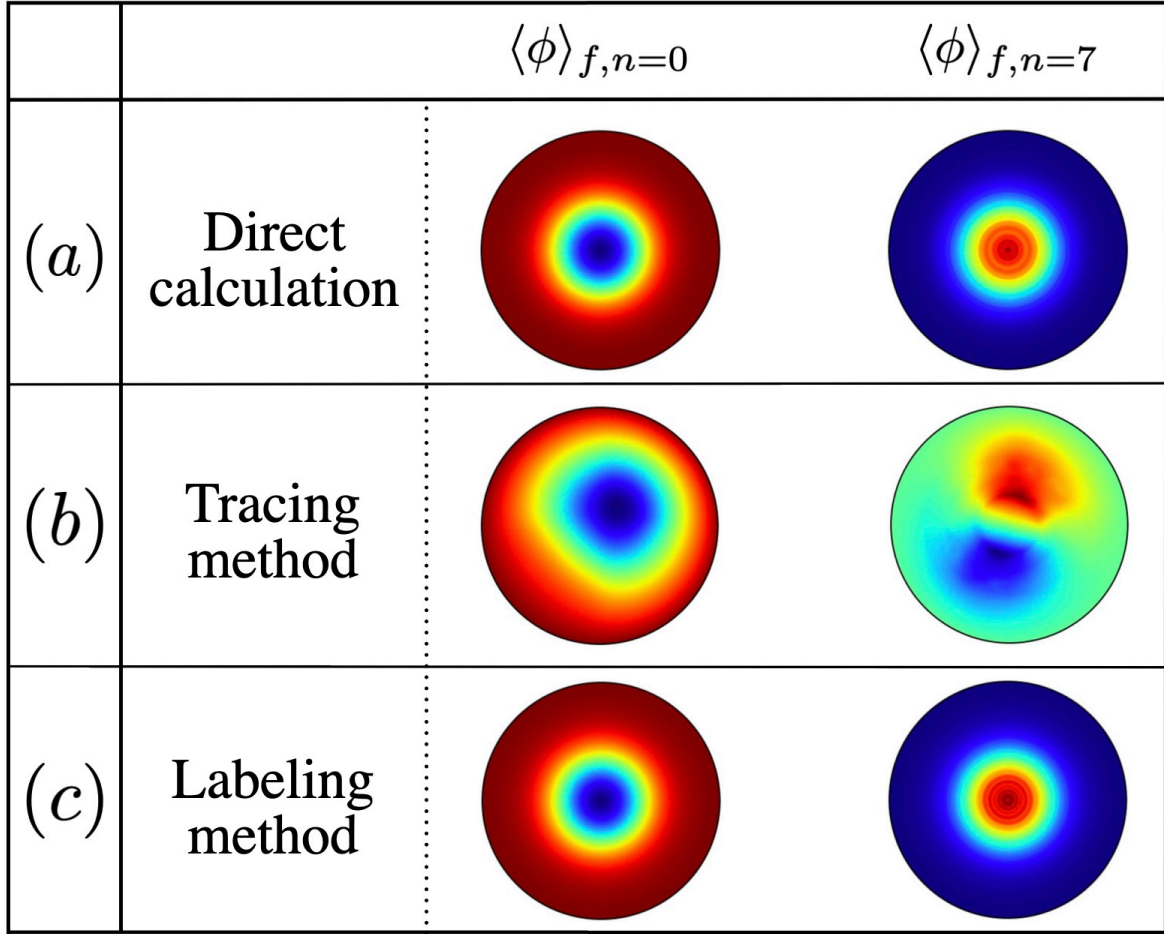 ⟨ϕ⟩f,n=0
⟨ϕ⟩f,n=7
(a)
Direct
calculation
(b)
Tracing
method
(c)
Labeling
method